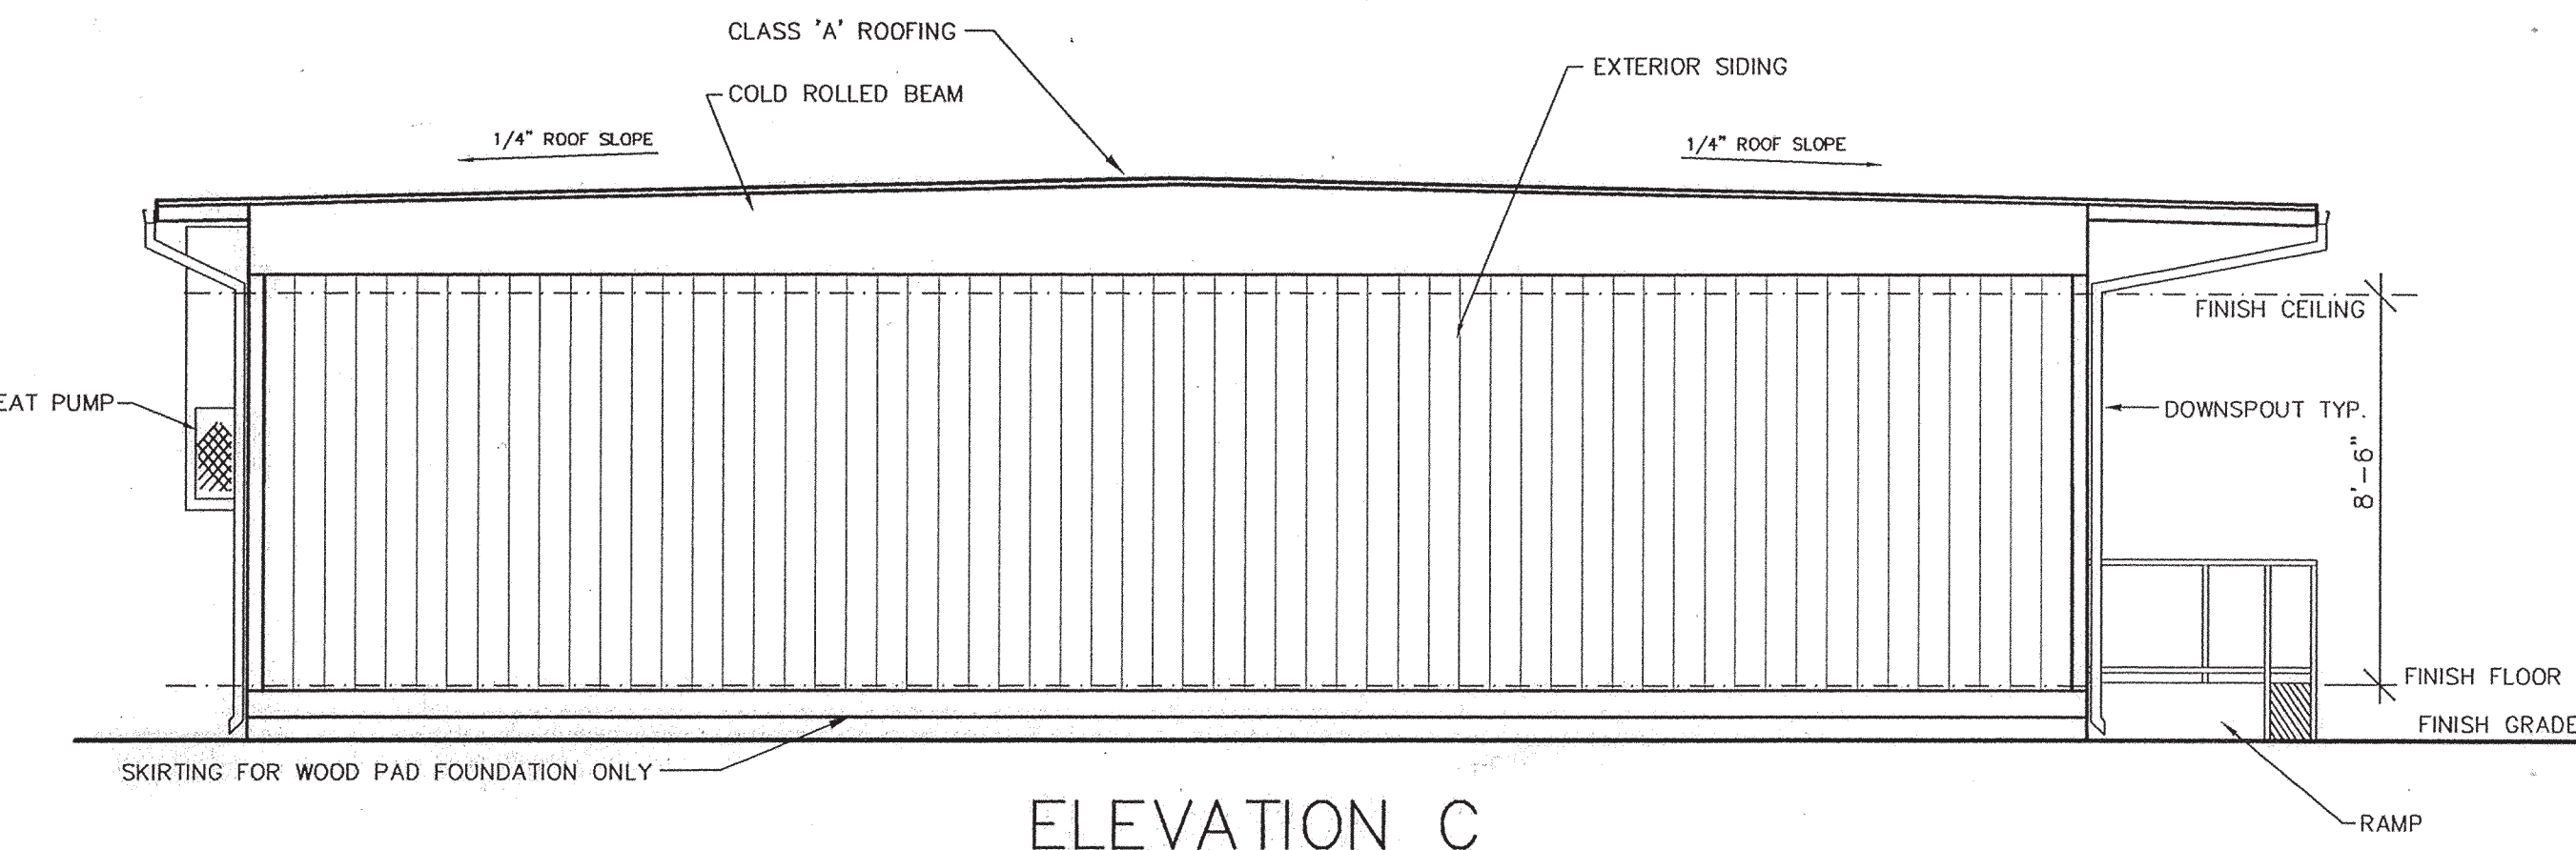 CLASS 'A' ROOFING
EXTERIOR SIDING
COLD ROLLED BEAM
1/4" ROOF SLOPE
1/4" ROOF SLOPE
FINISH CEILING
EAT PUMP
DOWNSPOUT TYP.
8'-6"
FINISH FLOOR
FINISH GRADE
SKIRTING FOR WOOD PAD FOUNDATION ONLY
RAMP
ELEVATION C